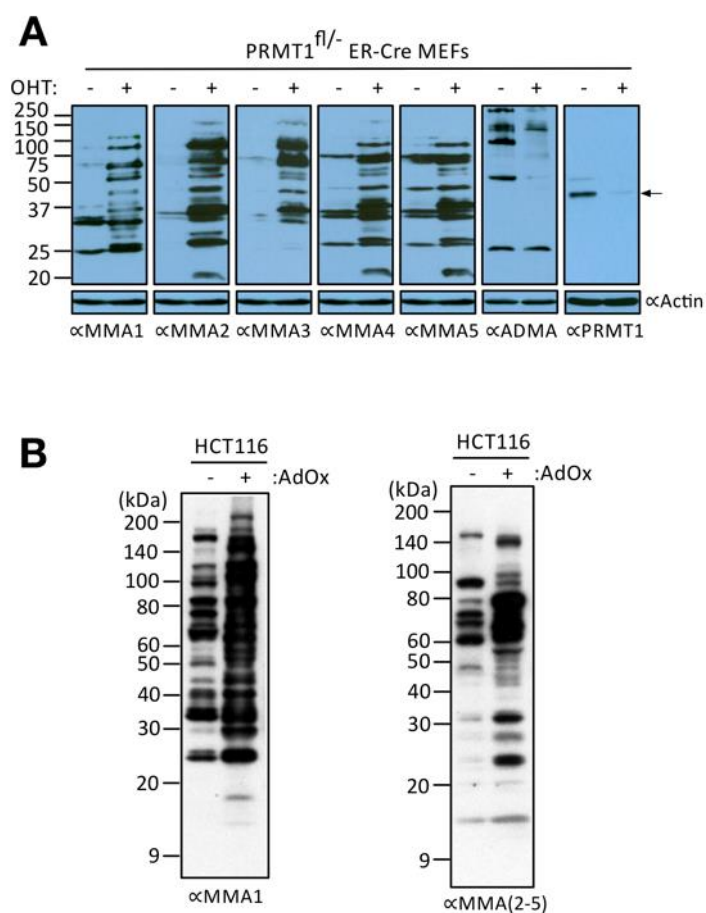 A
PRMT1fl/- ER-Cre MEFs
OHT: - + - + - + - + - + - + - +
250
150
100
75
50
37
25
20
∝Actin
∝MMA1 ∝MMA2 ∝MMA3 ∝MMA4 ∝MMA5 ∝ADMA ∝PRMT1
B
HCT116
- + :AdOx
(kDa)
200
140
100
80
60
50
40
30
20
9
∝MMA1
HCT116
- + :AdOx
(kDa)
200
140
100
80
60
50
40
30
20
9
∝MMA(2-5)